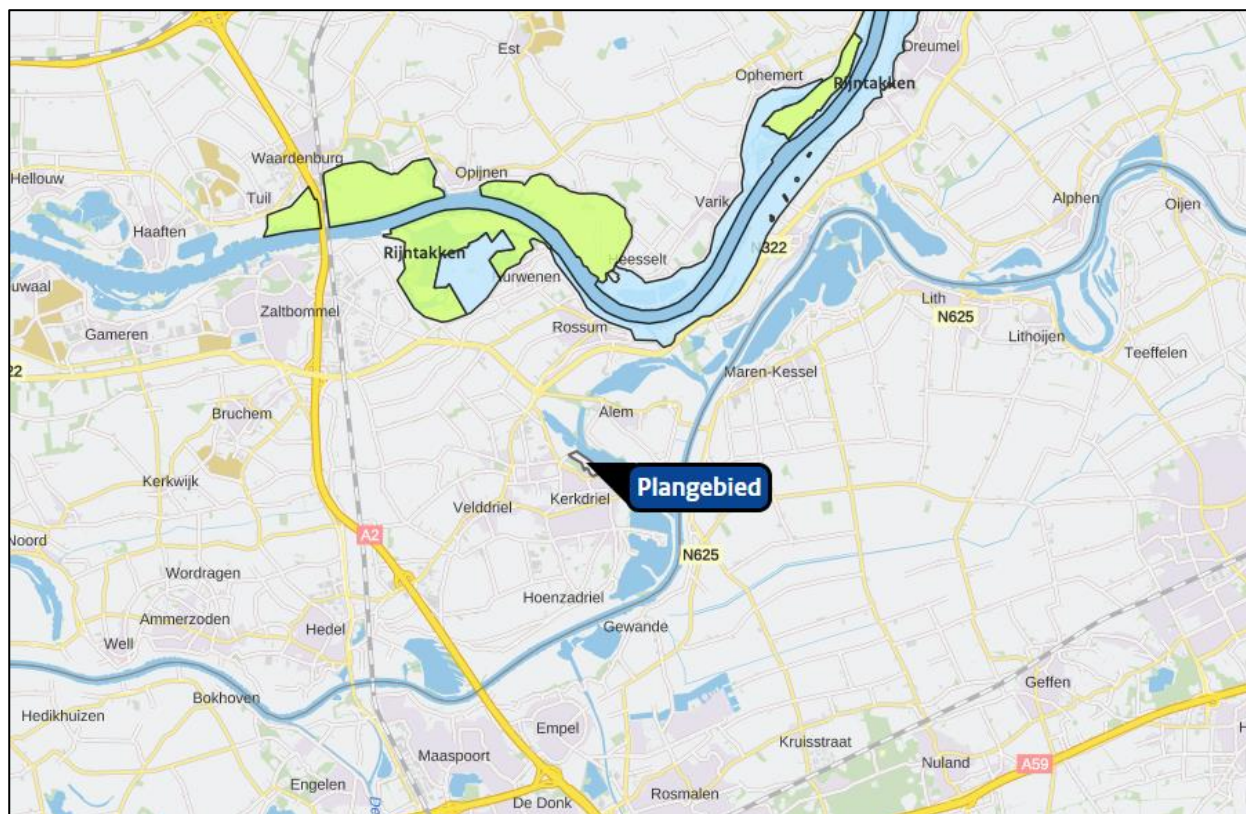 Est
Dreumel
Ophemert
Rijntakken
Waardenburg
Hellouw
Opijnen
Tuil
Varik
Alphen
Oijen
Haaften
Rijntakken
N322
Heesselt
urwenen
uwaal
Zaltbommel
Lith
N625
Rossum
Lithoijen
Gameren
Teeffelen
22
Maren-Kessel
Bruchem
Alem
Kerkwijk
Plangebied
Kerkdriel
Velddriel
A2
Noord
N625
Wordragen
Hoenzadriel
Ammerzoden
Hedel
Gewande
Well
Geffen
Bokhoven
Hedikhuizen
Empel
Kruisstraat
H
Maaspoort
Nuland
A59
Engelen
Rosmalen
De Donk
De